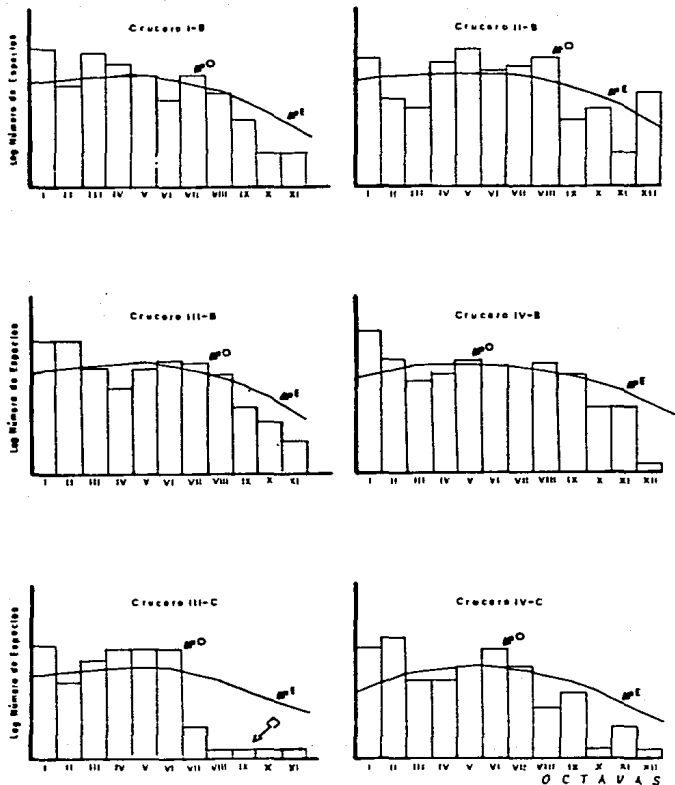 Crucero I-B
Log Número de Especies
O
E
I II III IV V VI VII VIII IX X XI
Crucero II-B
O
E
I II III IV V VI VII VIII IX X XI XII
Crucero III-B
Log Número de Especies
O
E
I II III IV V VI VII VIII IX X XI
Crucero IV-B
O
E
I II III IV V VI VII VIII IX X XI XII
Crucero III-C
Log Número de Especies
O
E
I II III IV V VI VII VIII IX X XI
Crucero IV-C
O
E
I II III IV V VI VII VIII IX X XI XII
OCTAVAS